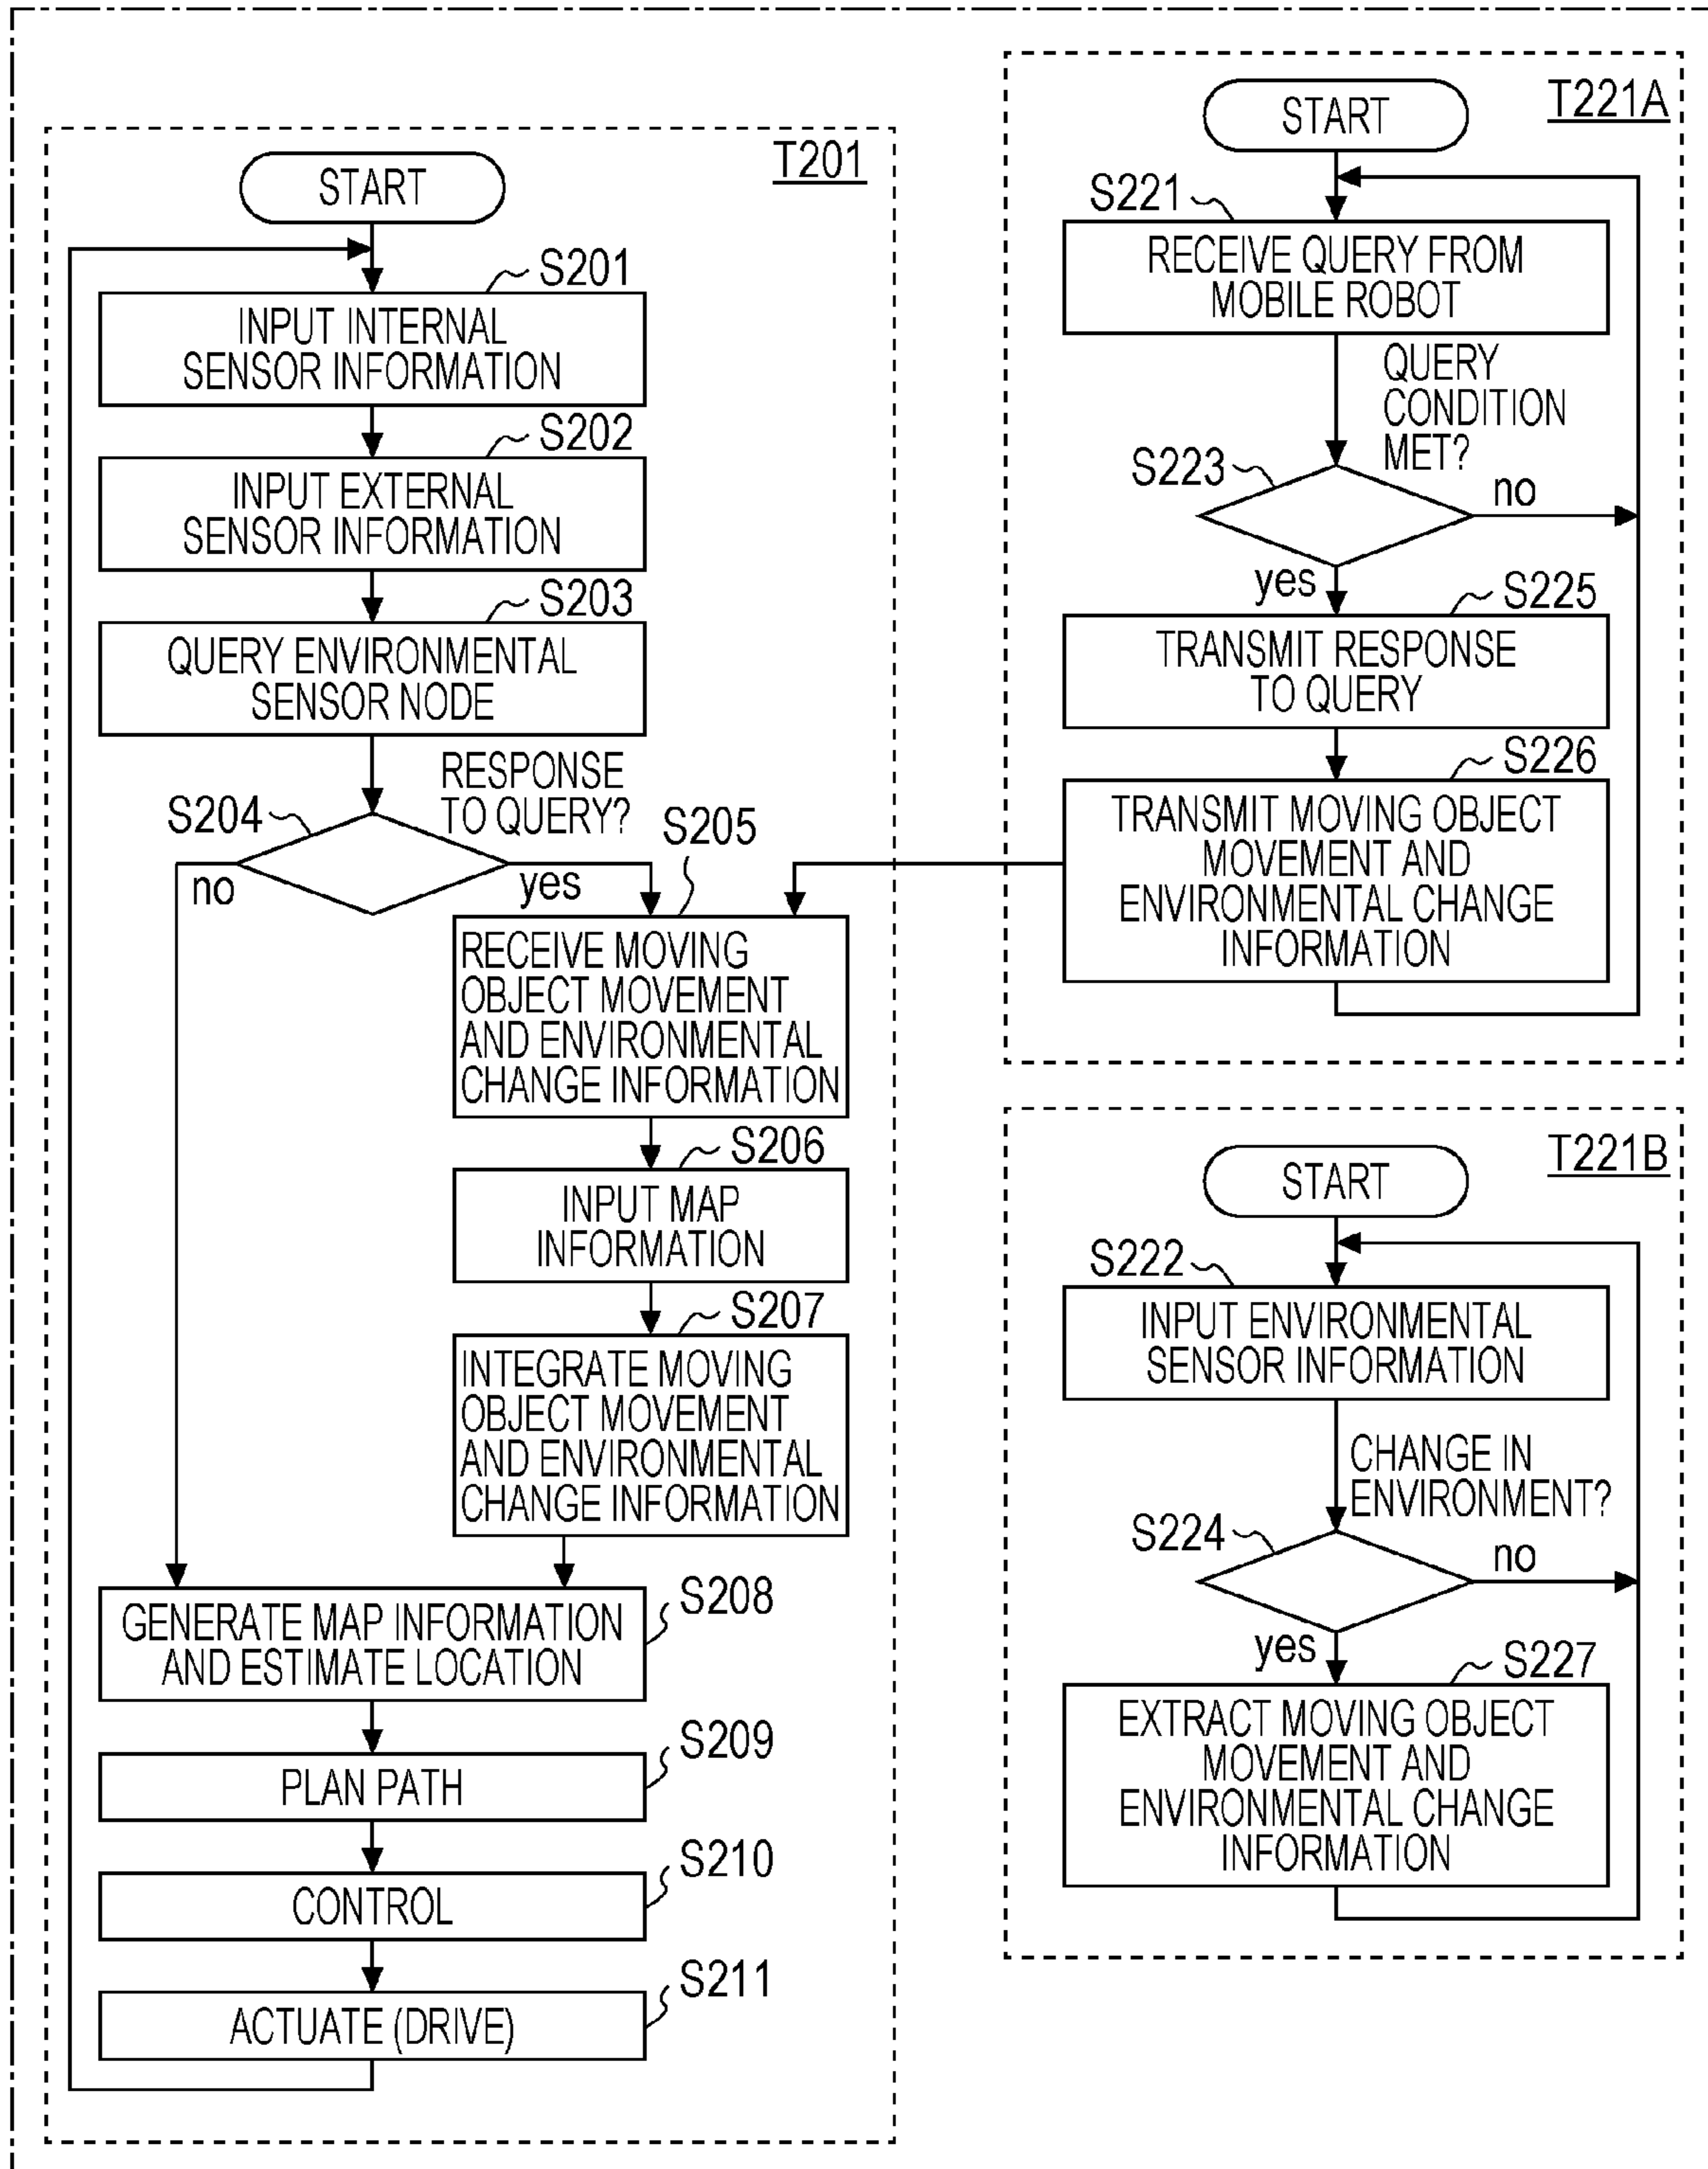 T201
START
S201
INPUT INTERNAL
SENSOR INFORMATION
S202
INPUT EXTERNAL
SENSOR INFORMATION
S203
QUERY ENVIRONMENTAL
SENSOR NODE
RESPONSE
TO QUERY?
S204
no
yes
S205
RECEIVE MOVING
OBJECT MOVEMENT
AND ENVIRONMENTAL
CHANGE INFORMATION
S206
INPUT MAP
INFORMATION
S207
INTEGRATE MOVING
OBJECT MOVEMENT
AND ENVIRONMENTAL
CHANGE INFORMATION
S208
GENERATE MAP INFORMATION
AND ESTIMATE LOCATION
S209
PLAN PATH
S210
CONTROL
S211
ACTUATE (DRIVE)
T221A
START
S221
RECEIVE QUERY FROM
MOBILE ROBOT
QUERY
CONDITION
MET?
S223
no
yes
S225
TRANSMIT RESPONSE
TO QUERY
S226
TRANSMIT MOVING OBJECT
MOVEMENT AND
ENVIRONMENTAL CHANGE
INFORMATION
T221B
START
S222
INPUT ENVIRONMENTAL
SENSOR INFORMATION
CHANGE IN
ENVIRONMENT?
S224
no
yes
S227
EXTRACT MOVING OBJECT
MOVEMENT AND
ENVIRONMENTAL CHANGE
INFORMATION